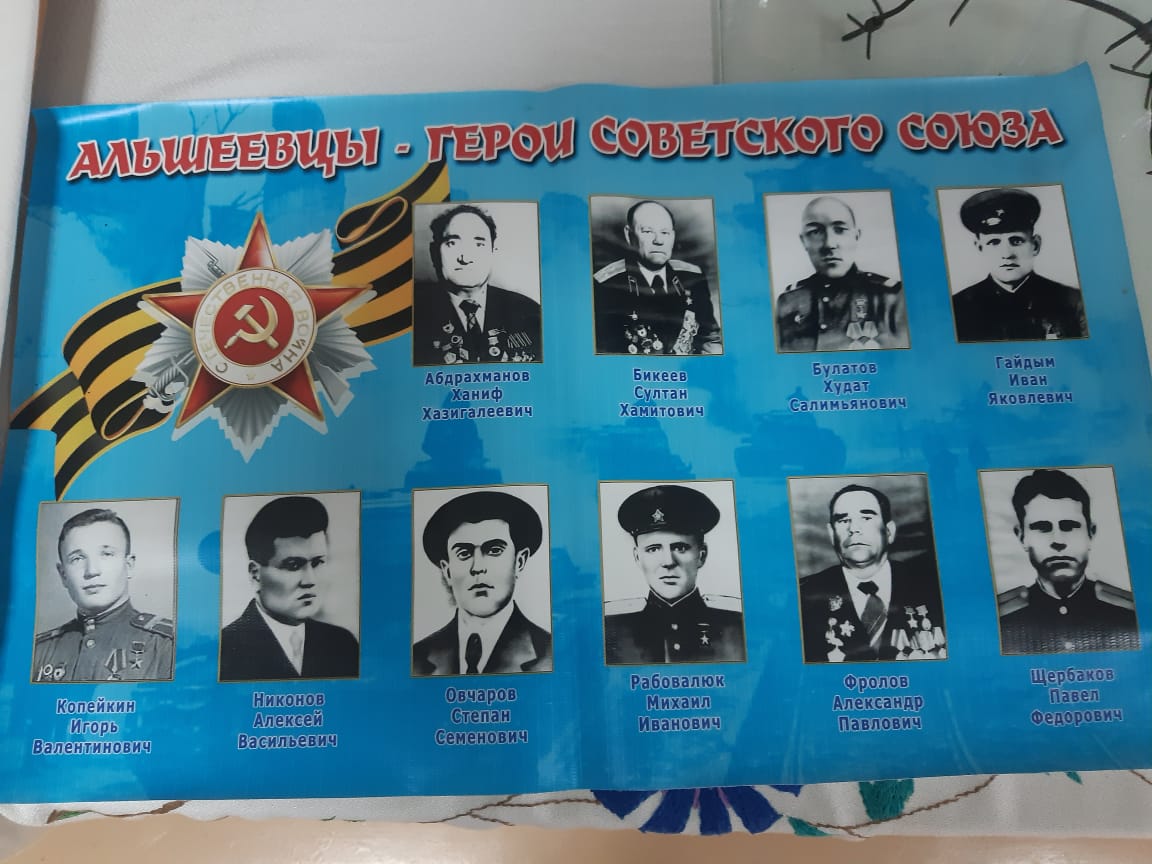 АЛЬШЕЕВЦЫ - ГЕРОИ СОВЕТСКОГО СОЮЗА
ОТЕЧЕСТВЕННАЯ ВОЙНА
Абдрахманов
Ханиф
Хазигалеевич
Бикеев
Султан
Хамитович
Булатов
Худат
Салимьянович
Гайдым
Иван
Яковлевич
Копейкин
Игорь
Валентинович
Никонов
Алексей
Васильевич
Овчаров
Степан
Семенович
Рабовалюк
Михаил
Иванович
Фролов
Александр
Павлович
Щербаков
Павел
Федорович